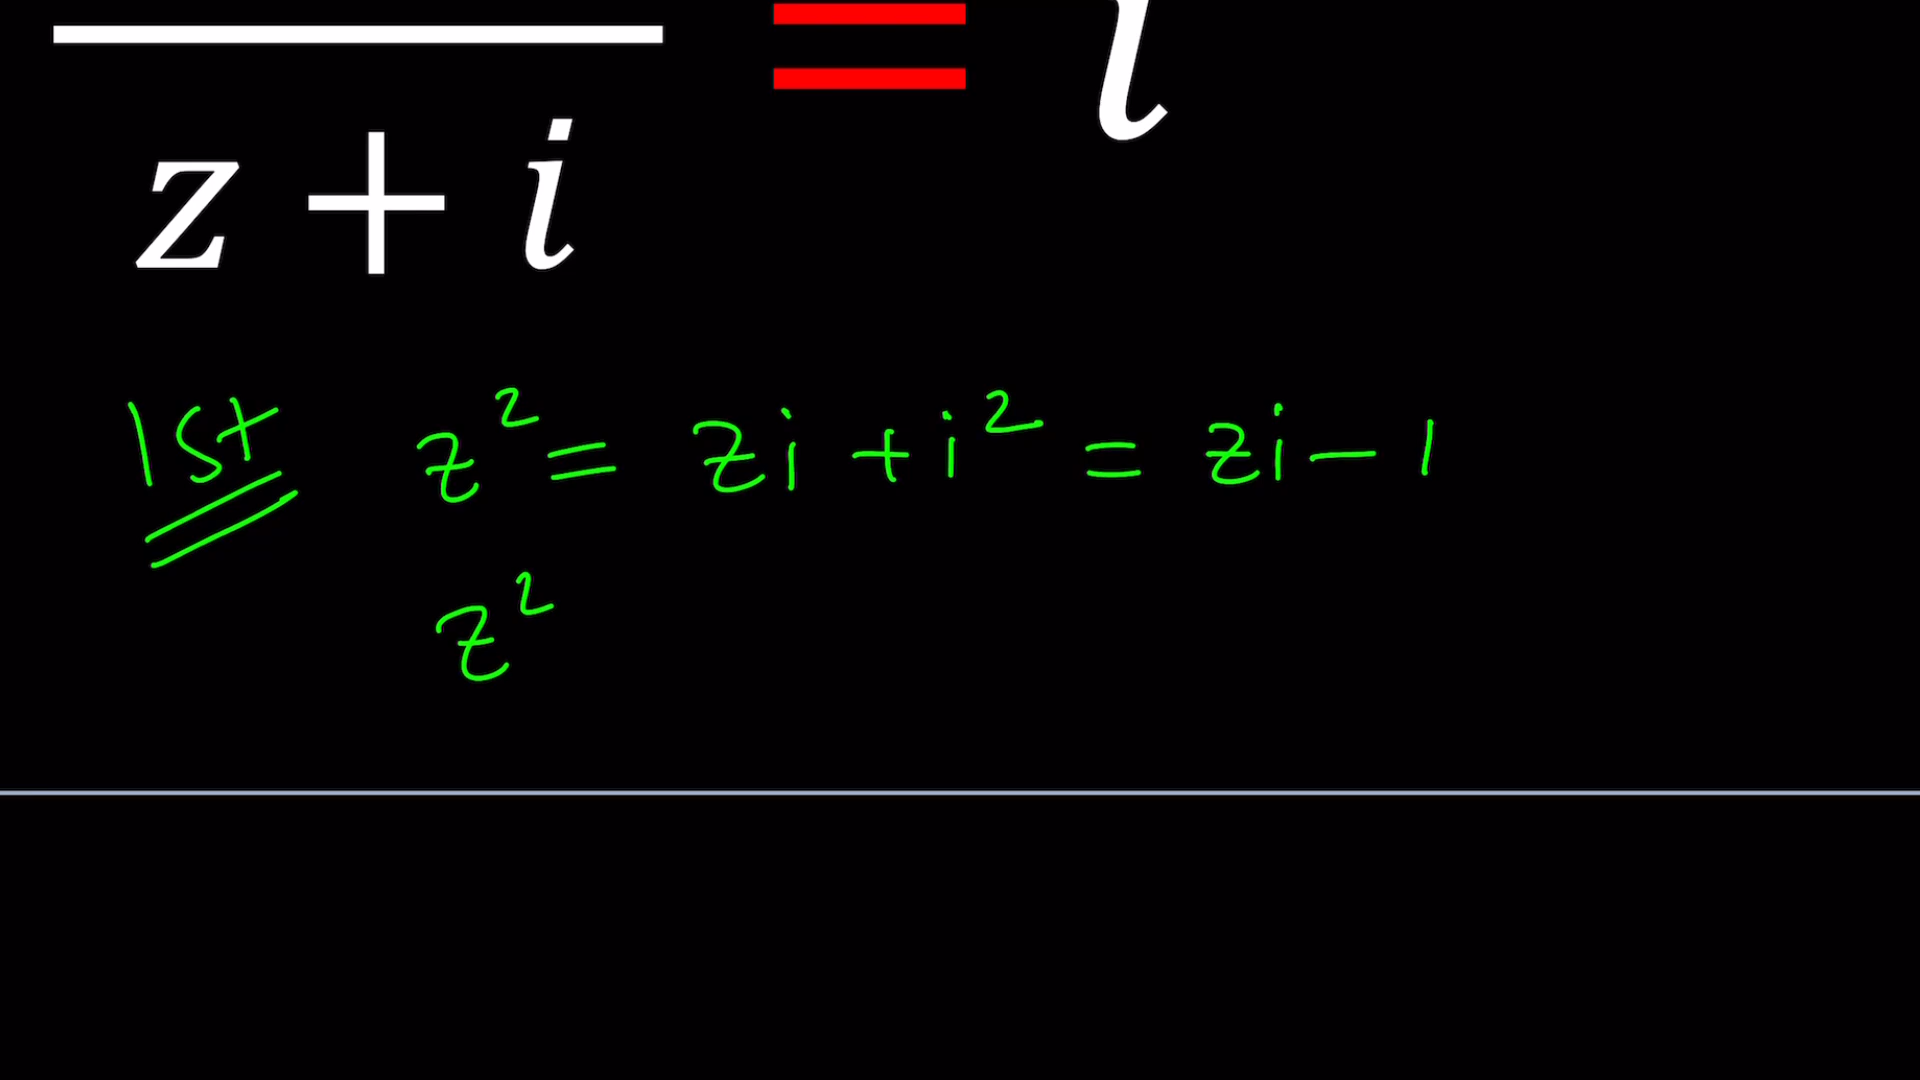 z + i = i
1st z² = zi + i² = zi - 1
z²